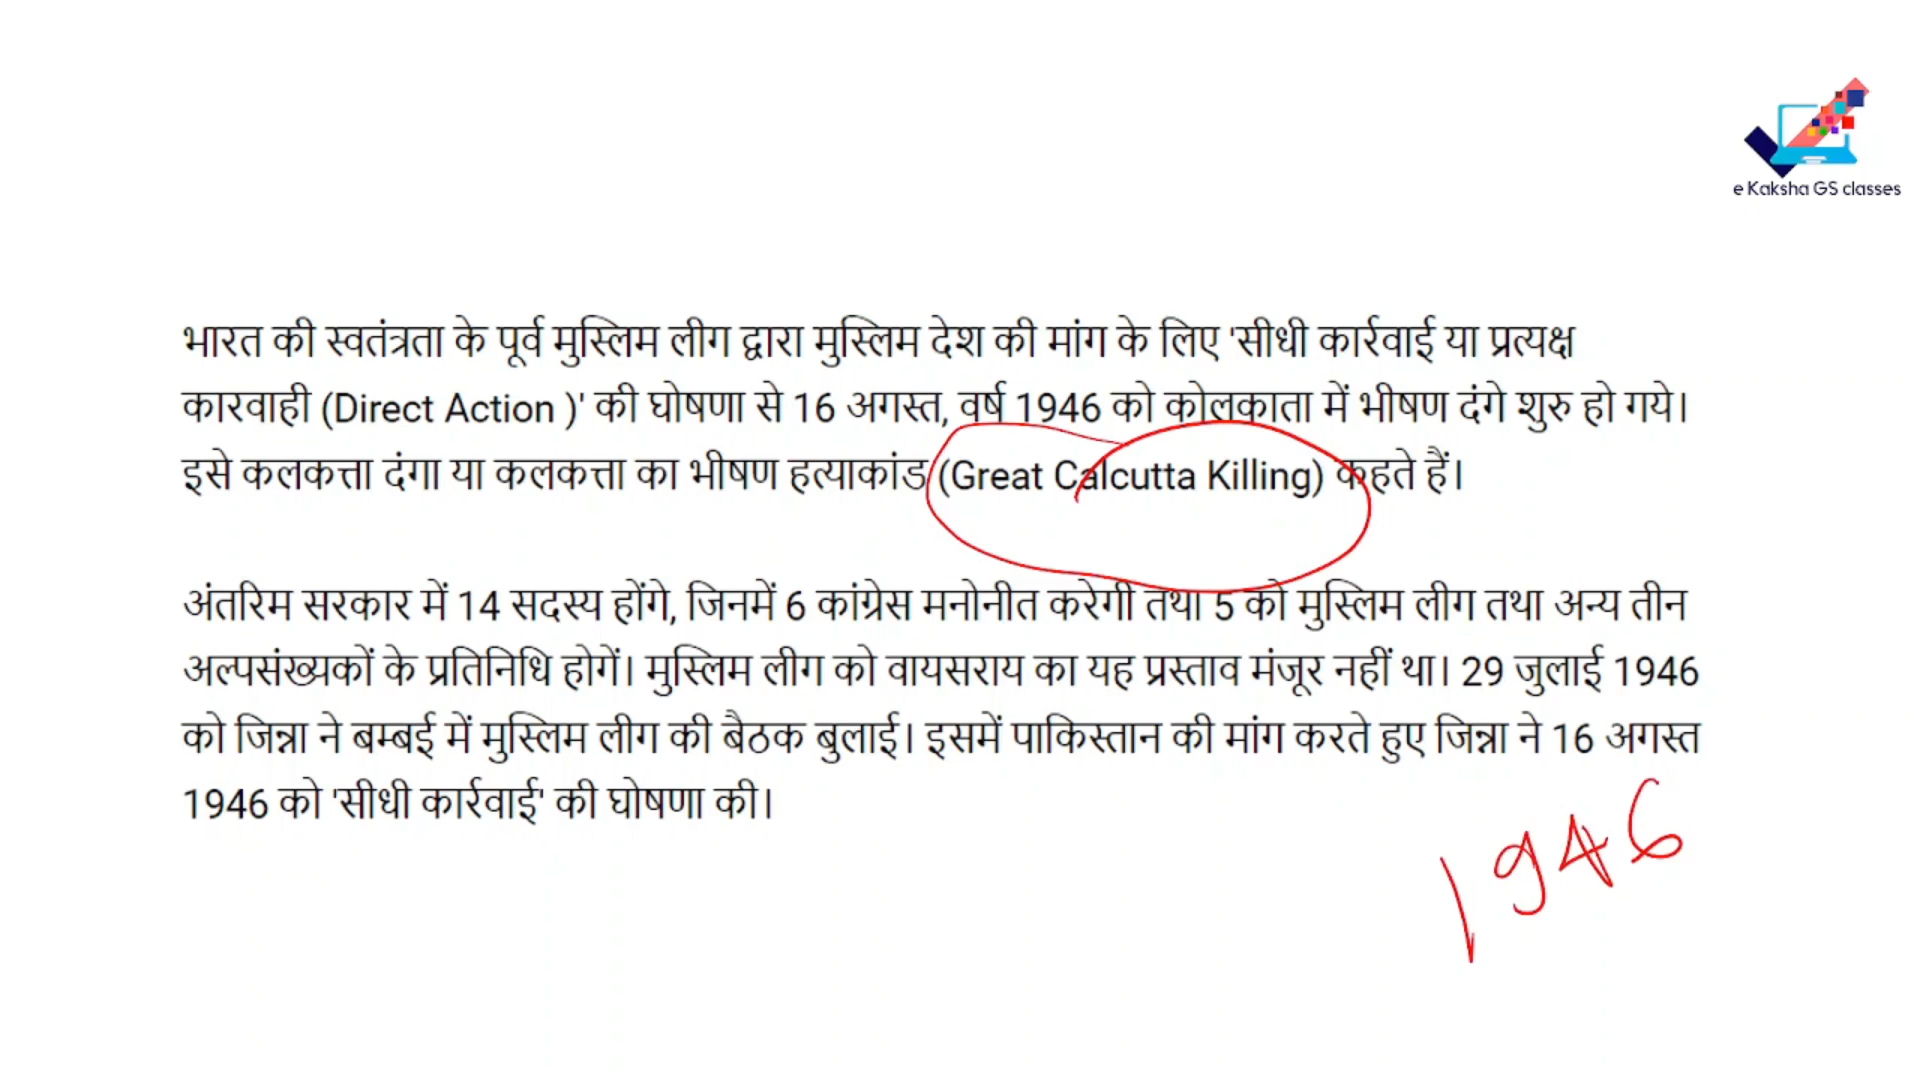 e Kaksha GS classes
भारत की स्वतंत्रता के पूर्व मुस्लिम लीग द्वारा मुस्लिम देश की मांग के लिए 'सीधी कार्रवाई या प्रत्यक्ष
कारवाही (Direct Action )' की घोषणा से 16 अगस्त, वर्ष 1946 को कोलकाता में भीषण दंगे शुरु हो गये।
इसे कलकत्ता दंगा या कलकत्ता का भीषण हत्याकांड (Great Calcutta Killing) कहते हैं।
अंतरिम सरकार में 14 सदस्य होंगे, जिनमें 6 कांग्रेस मनोनीत करेगी तथा 5 को मुस्लिम लीग तथा अन्य तीन
अल्पसंख्यकों के प्रतिनिधि होगें। मुस्लिम लीग को वायसराय का यह प्रस्ताव मंजूर नहीं था। 29 जुलाई 1946
को जिन्ना ने बम्बई में मुस्लिम लीग की बैठक बुलाई। इसमें पाकिस्तान की मांग करते हुए जिन्ना ने 16 अगस्त
1946 को 'सीधी कार्रवाई' की घोषणा की।
1946